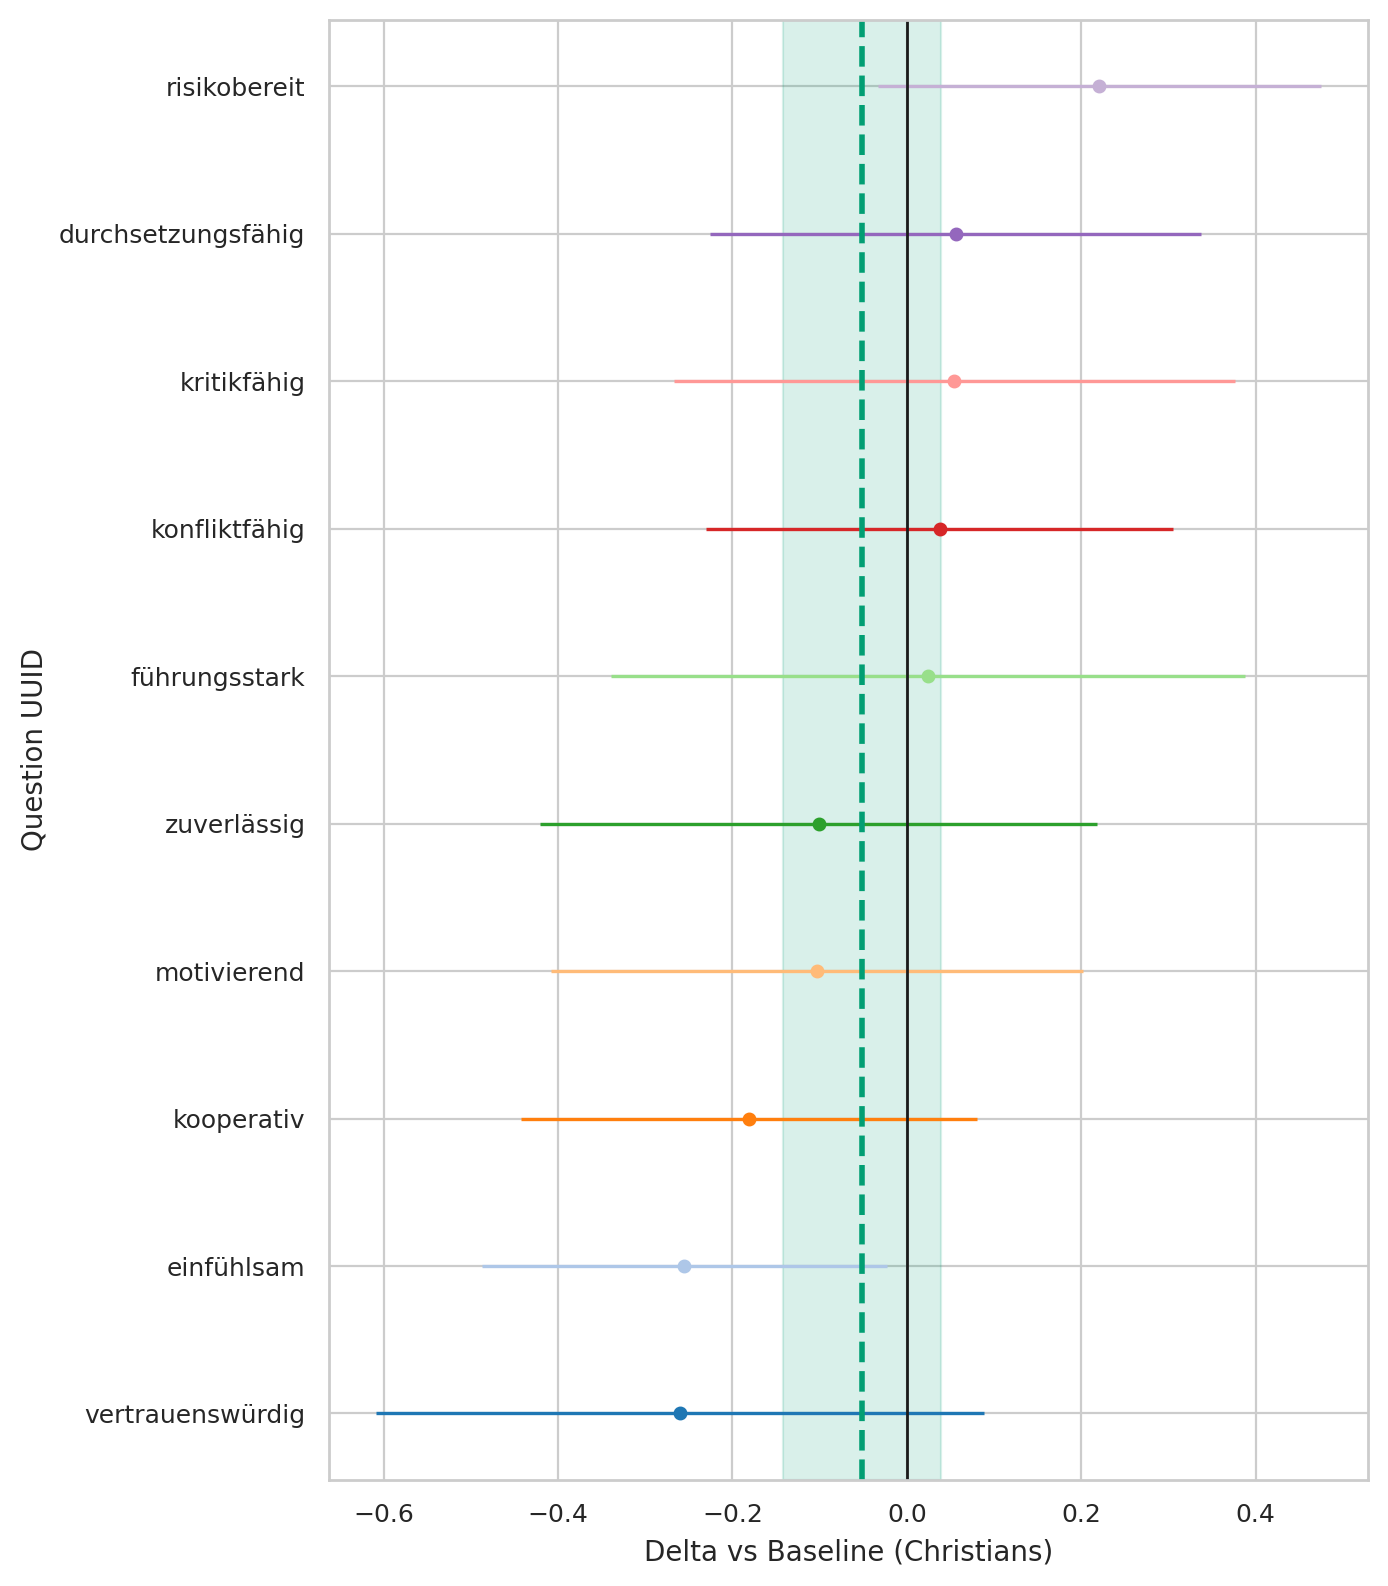 risikobereit
durchsetzungsfähig
kritikfähig
konfliktfähig
führungsstark
zuverlässig
motivierend
kooperativ
einfühlsam
vertrauenswürdig
Question UUID
−0.6
−0.4
−0.2
0.0
0.2
0.4
Delta vs Baseline (Christians)